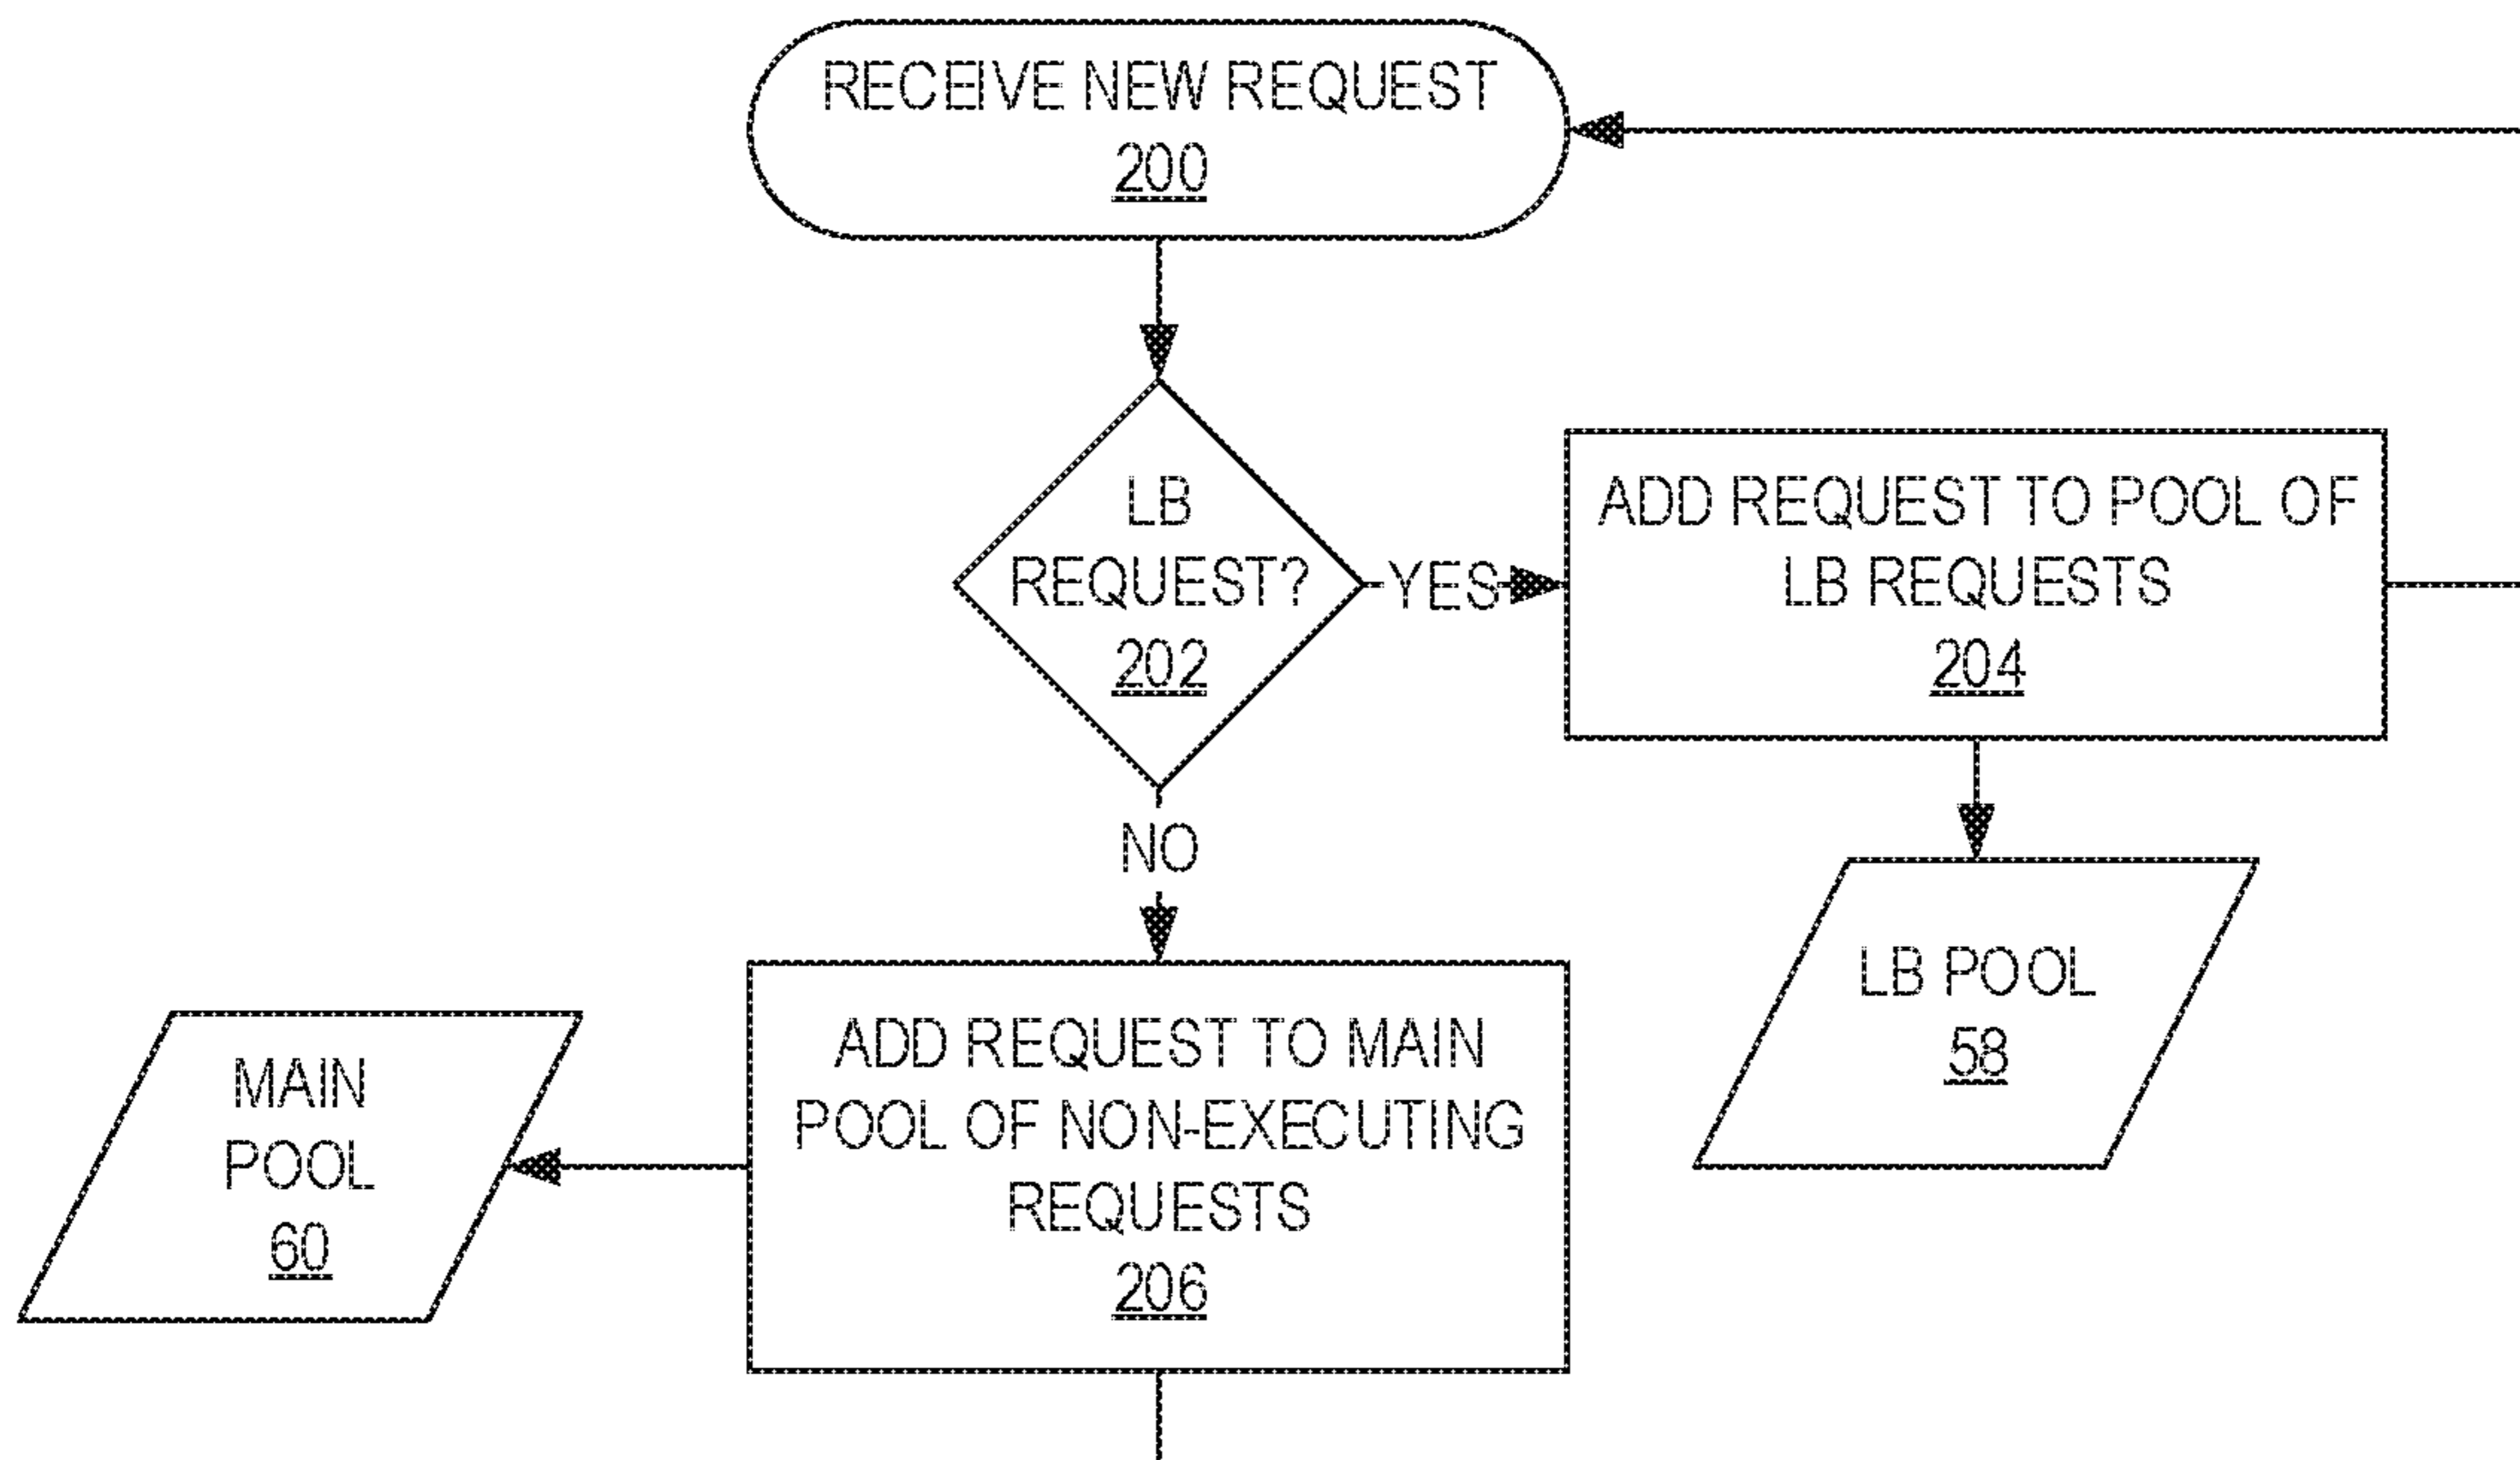 RECEIVE NEW REQUEST
200
LB
REQUEST?
202
YES
ADD REQUEST TO POOL OF
LB REQUESTS
204
NO
LB POOL
58
ADD REQUEST TO MAIN
POOL OF NON-EXECUTING
REQUESTS
206
MAIN
POOL
60